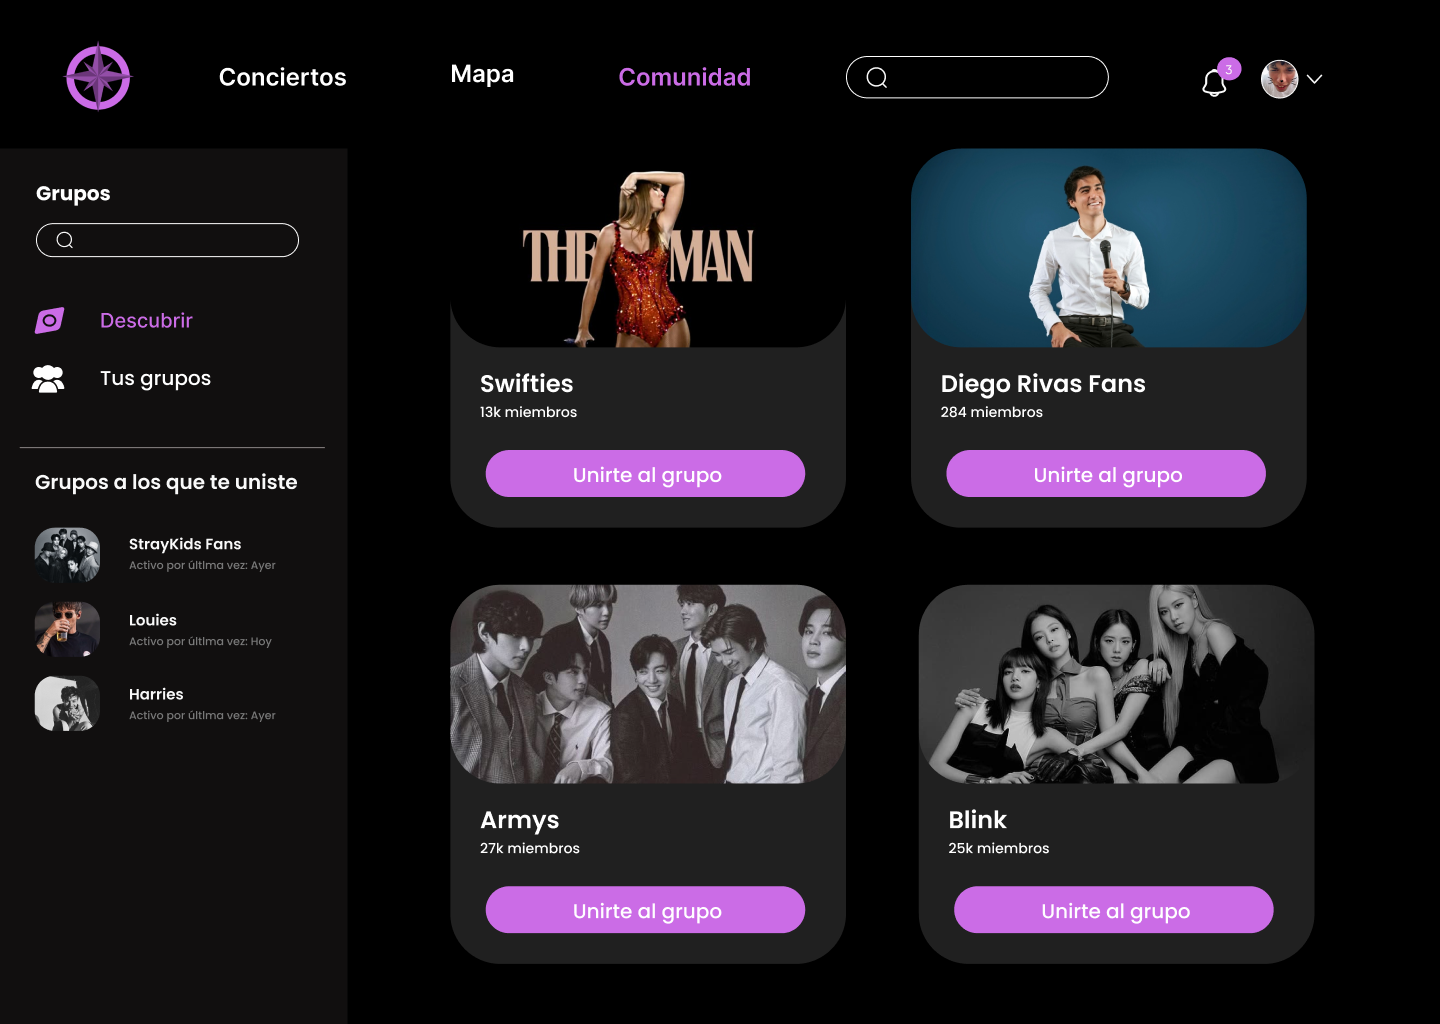 Conciertos
Mapa
Comunidad
3
Grupos
Descubrir
Tus grupos
Grupos a los que te uniste
StrayKids Fans
Activo por últIma vez: Ayer
Louies
Activo por últIma vez: Hoy
Harries
Activo por últIma vez: Ayer
THE MAN
Swifties
13k miembros
Unirte al grupo
Diego Rivas Fans
284 miembros
Unirte al grupo
Armys
27k miembros
Unirte al grupo
Blink
25k miembros
Unirte al grupo